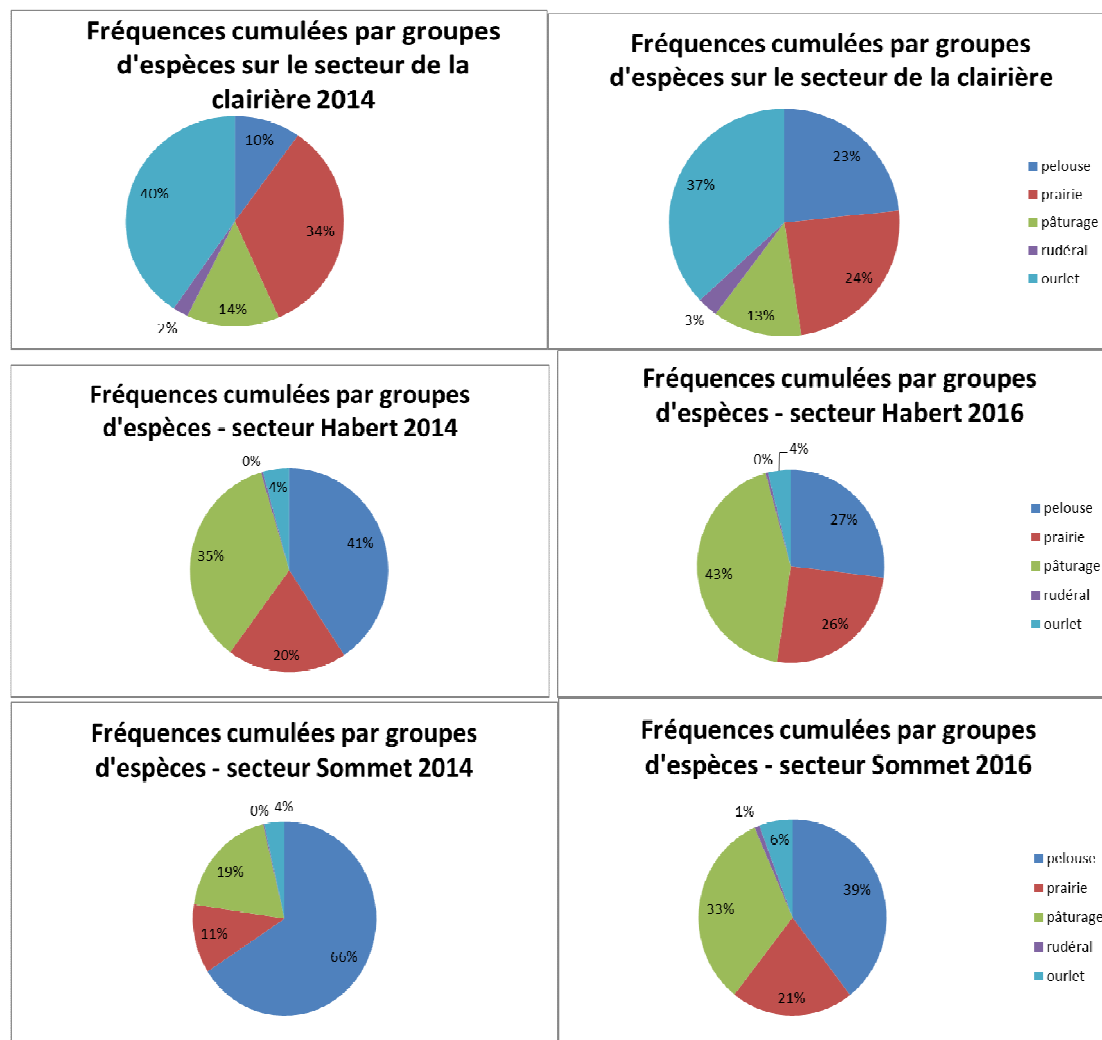 Fréquences cumulées par groupes
d'espèces sur le secteur de la
clairière 2014
10%
40%
34%
14%
2%
Fréquences cumulées par groupes
d'espèces sur le secteur de la clairière
23%
37%
24%
13%
3%
pelouse
prairie
pâturage
rudéral
ourlet
Fréquences cumulées par groupes
d'espèces - secteur Habert 2014
0%
4%
41%
35%
20%
Fréquences cumulées par groupes
d'espèces - secteur Habert 2016
0%
4%
27%
43%
26%
pelouse
prairie
pâturage
rudéral
ourlet
Fréquences cumulées par groupes
d'espèces - secteur Sommet 2014
0%
4%
19%
11%
66%
Fréquences cumulées par groupes
d'espèces - secteur Sommet 2016
1%
6%
39%
33%
21%
pelouse
prairie
pâturage
rudéral
ourlet